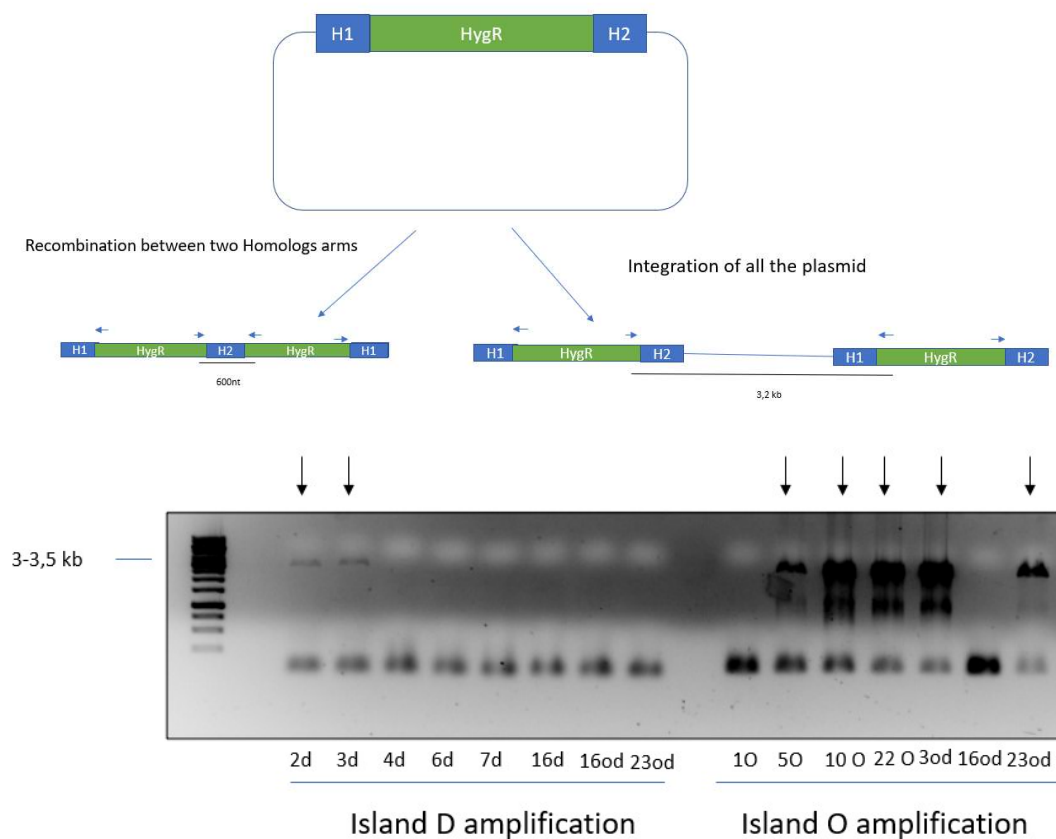 H1 HygR H2
Recombination between two Homologs arms
Integration of all the plasmid
H1 HygR H2 HygR H1
600nt
H1 HygR H2 H1 HygR H2
3,2 kb
3-3,5 kb
2d 3d 4d 6d 7d 16d 16od 23od 1O 5O 10 O 22 O 3od 16od 23od
Island D amplification Island O amplification